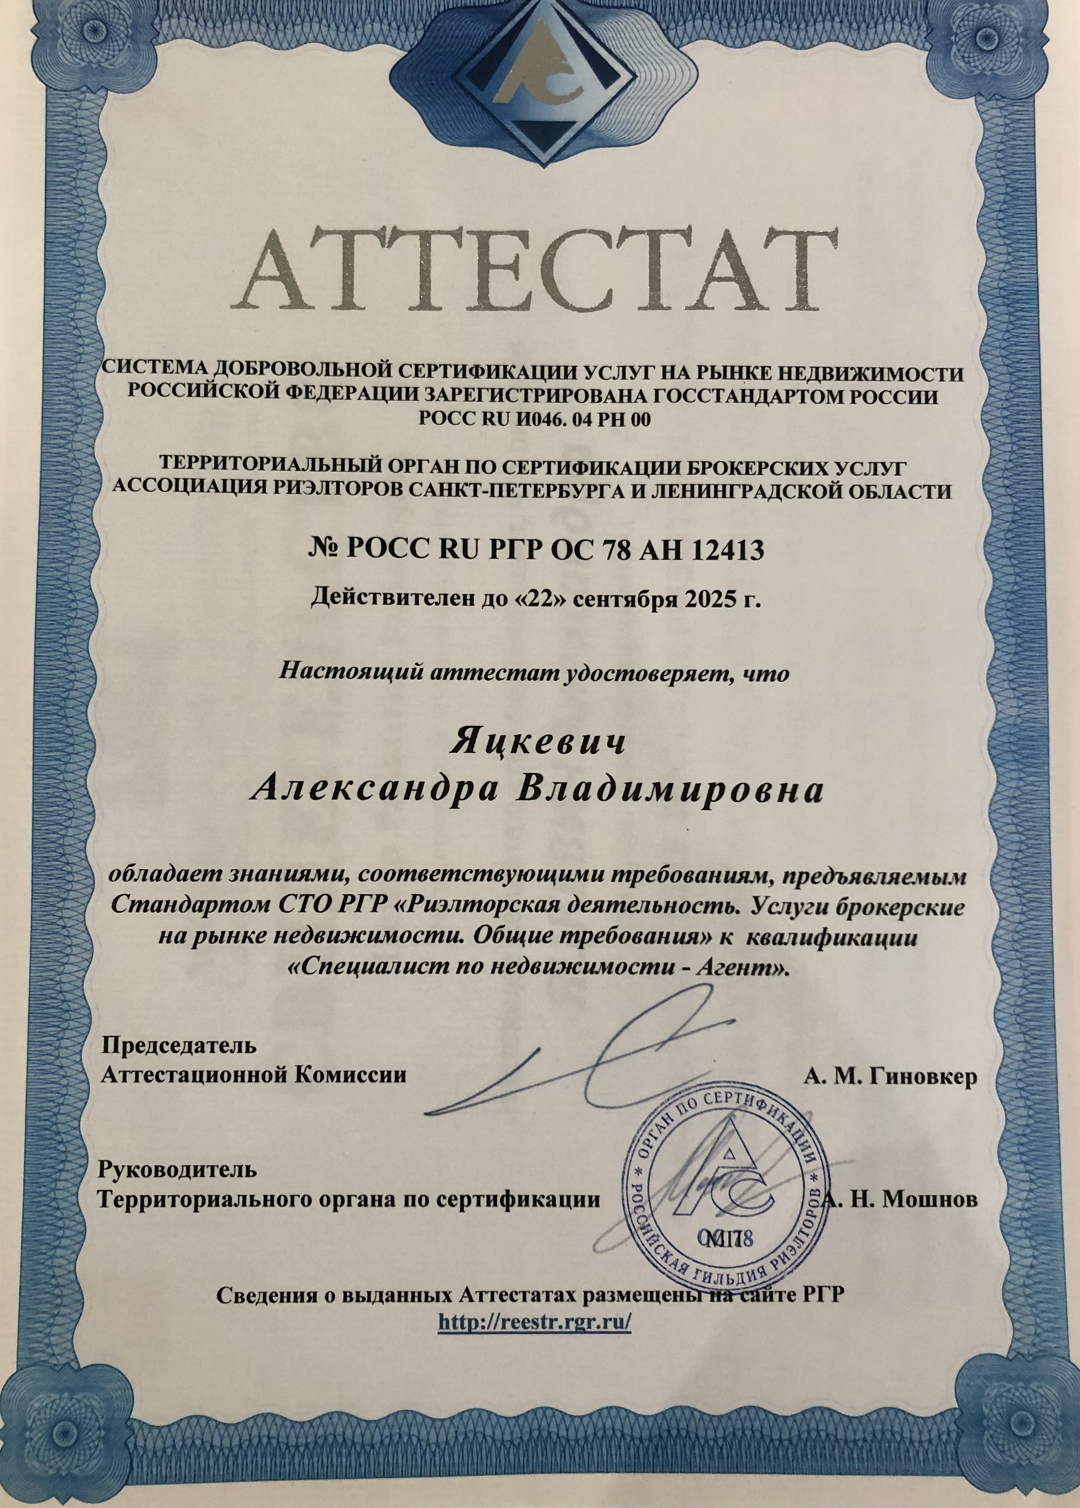 АТТЕСТАТ
СИСТЕМА ДОБРОВОЛЬНОЙ СЕРТИФИКАЦИИ УСЛУГ НА РЫНКЕ НЕДВИЖИМОСТИ
РОССИЙСКОЙ ФЕДЕРАЦИИ ЗАРЕГИСТРИРОВАНА ГОССТАНДАРТОМ РОССИИ
РОСС RU И046. 04 РН 00
ТЕРРИТОРИАЛЬНЫЙ ОРГАН ПО СЕРТИФИКАЦИИ БРОКЕРСКИХ УСЛУГ
АССОЦИАЦИЯ РИЭЛТОРОВ САНКТ-ПЕТЕРБУРГА И ЛЕНИНГРАДСКОЙ ОБЛАСТИ
№ РОСС RU РГР ОС 78 АН 12413
Действителен до «22» сентября 2025 г.
Настоящий аттестат удостоверяет, что
Яцкевич
Александра Владимировна
обладает знаниями, соответствующими требованиям, предъявляемым
Стандартом СТО РГР «Риэлторская деятельность. Услуги брокерские
на рынке недвижимости. Общие требования» к квалификации
«Специалист по недвижимости - Агент».
Председатель
Аттестационной Комиссии
А. М. Гиновкер
Руководитель
Территориального органа по сертификации
А. Н. Мошнов
* ОРГАН ПО СЕРТИФИКАЦИИ *
РОССИЙСКАЯ ГИЛЬДИЯ РИЭЛТОРОВ
ОС 78
МП
Сведения о выданных Аттестатах размещены на сайте РГР
http://reestr.rgr.ru/